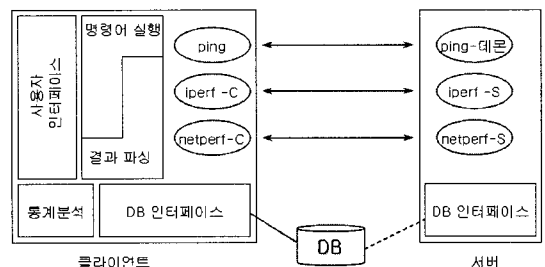 사용자
인터페이스
명령어 실행
결과 파싱
ping
iperf -C
netperf-C
통계분석
DB 인터페이스
클라이언트
DB
ping-데몬
iperf -S
netperf-S
DB 인터페이스
서버